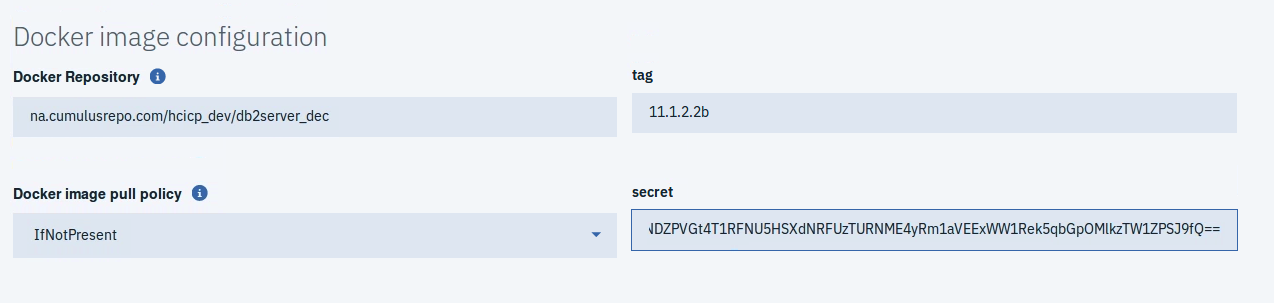 Docker image configuration
Docker Repository
tag
na.cumulusrepo.com/hcicp_dev/db2server_dec
11.1.2.2b
Docker image pull policy
secret
IfNotPresent
DZPVGt4T1RFNU5HSXdNRFUzTURNME4yRm1aVEExWW1Rek5qbGpOMlkzTW1ZPSJ9fQ==